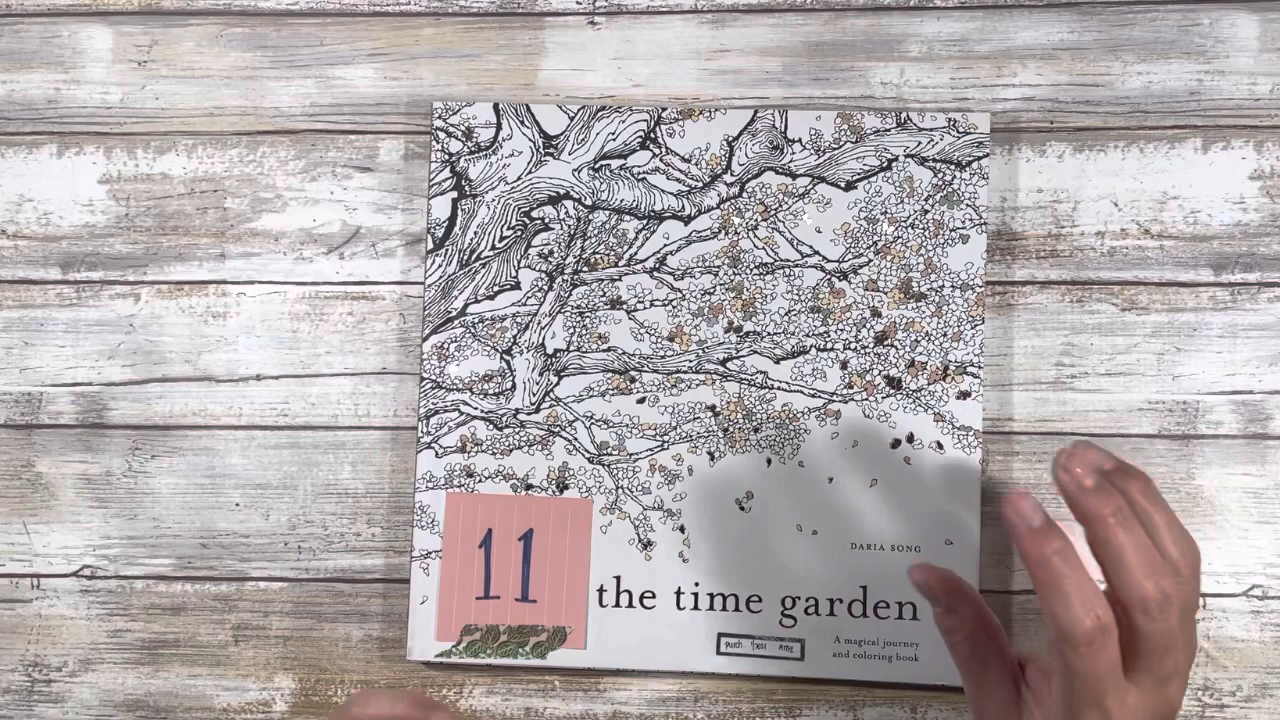 11
DARIA SONG
the time garden
A magical journey
and coloring book